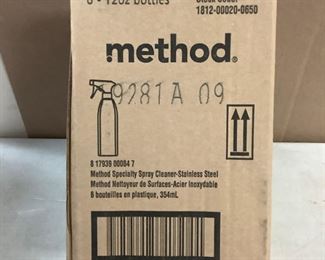 6 - 12oz bottles
1812-00020-0650
method®
9281A 09
8 17939 00084 7
Method Specialty Spray Cleaner-Stainless Steel
Method Nettoyeur de Surfaces-Acier Inoxydable
6 bouteilles en plastique, 354mL